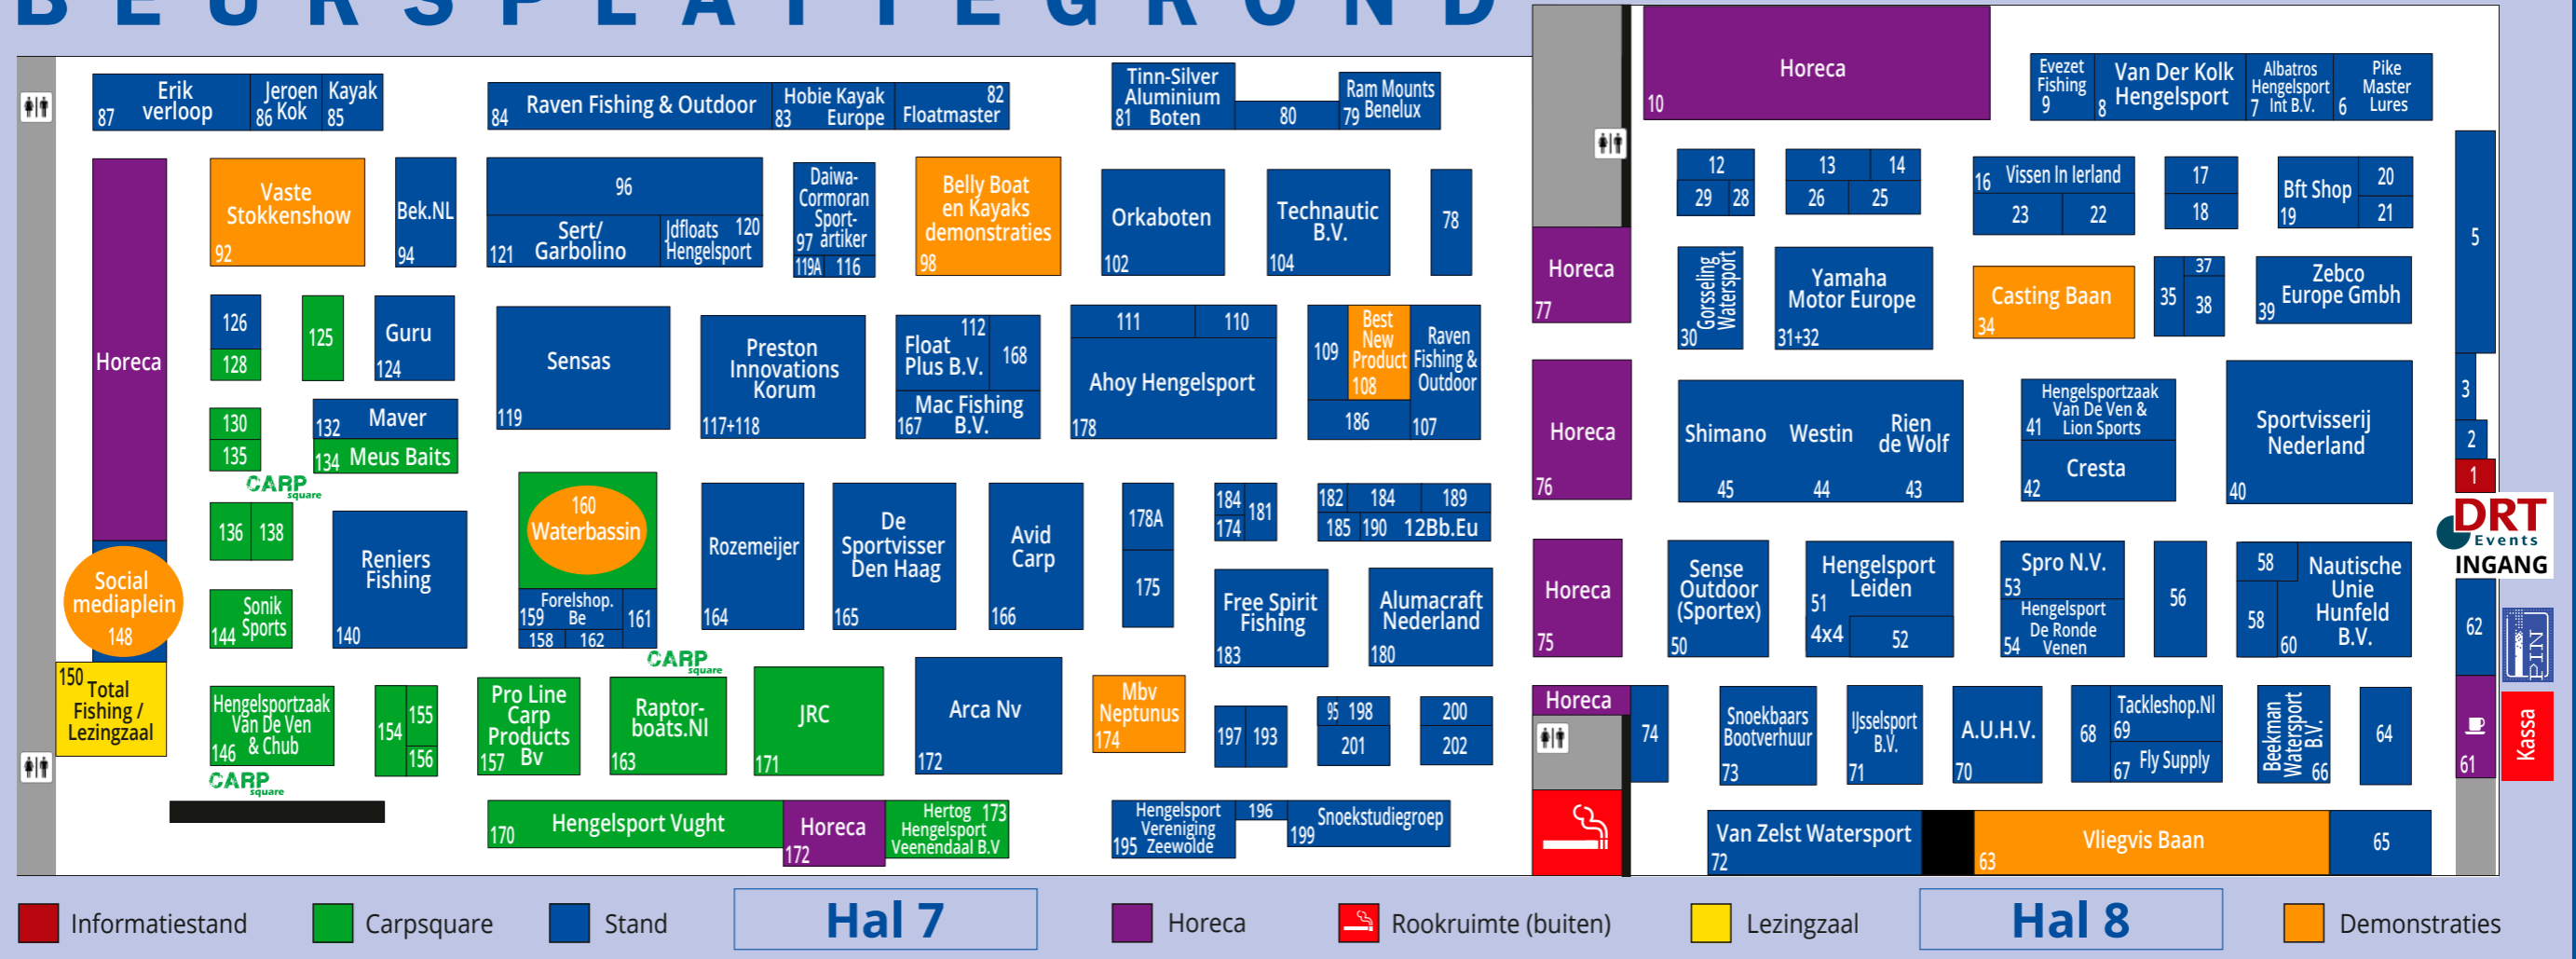 BEURSPLATTEGROND
87 Erik verloop
86 Jeroen Kok
Kayak 85
84 Raven Fishing & Outdoor
Hobie Kayak
83 Europe
82
Floatmaster
Tinn-Silver
Aluminium
81 Boten
80
Ram Mounts
79 Benelux
Horeca
10
Evezet
Fishing
9
Van Der Kolk
8 Hengelsport
Albatros
Hengelsport
7 Int B.V.
Pike
Master
6 Lures
Horeca
Vaste
Stokkenshow
92
Bek.NL
94
96
Sert/
121 Garbolino
Jdfloats 120
Hengelsport
Daiwa-
Cormoran
Sport-
97 artiker
119A 116
Belly Boat
en Kayaks
demonstraties
98
Orkaboten
102
Technautic
B.V.
104
78
Horeca
77
12
29 28
13 14
26 25
16 Vissen In Ierland
23 22
17
18
Bft Shop
19
20
21
5
126
128
125
Guru
124
Sensas
119
Preston
Innovations
Korum
117+118
112
Float
Plus B.V.
168
Mac Fishing
167 B.V.
111 110
Ahoy Hengelsport
178
109
Best
New
Product
108
Raven
Fishing &
Outdoor
107
186
Gorsseling
Watersport
30
Yamaha
Motor Europe
31+32
Casting Baan
34
35
37
38
Zebco
Europe Gmbh
39
3
2
1
130
135
132 Maver
134 Meus Baits
CARP
square
136 138
Reniers
Fishing
140
160
Waterbassin
Forelshop.
159 Be
158 162
161
Rozemeijer
164
De
Sportvisser
Den Haag
165
Avid
Carp
166
178A
175
184
174
181
182 184 189
185 190 12Bb.Eu
Horeca
76
Shimano Westin Rien
de Wolf
45 44 43
Hengelsportzaak
Van De Ven &
41 Lion Sports
Cresta
42
Sportvisserij
Nederland
40
DRT
Events
INGANG
Social
mediaplein
148
Sonik
144 Sports
Free Spirit
Fishing
183
Alumacraft
Nederland
180
Horeca
75
Sense
Outdoor
(Sportex)
50
Hengelsport
Leiden
51
4x4
52
Spro N.V.
53
Hengelsport
De Ronde
54 Venen
56
58
58
Nautische
Unie
Hunfeld
60 B.V.
62
PIN
150
Total
Fishing /
Lezingzaal
Hengelsportzaak
Van De Ven
146 & Chub
CARP
square
154
155
156
Pro Line
Carp
Products
157 Bv
CARP
square
Raptor-
boats.Nl
163
JRC
171
Arca Nv
172
Mbv
Neptunus
174
197 193
95 198
201
200
202
Horeca
74
Snoekbaars
Bootverhuur
73
IJsselsport
B.V.
71
A.U.H.V.
70
68
Tackleshop.Nl
69
67 Fly Supply
Beekman
Watersport
B.V.
66
64
61
Kassa
170 Hengelsport Vught
Horeca
172
Hertog 173
Hengelsport
Veenendaal B.V
Hengelsport
Vereniging
195 Zeewolde
196
199 Snoekstudiegroep
Van Zelst Watersport
72
Vliegvis Baan
63
65
Informatiestand
Carpsquare
Stand
Hal 7
Horeca
Rookruimte (buiten)
Lezingzaal
Hal 8
Demonstraties